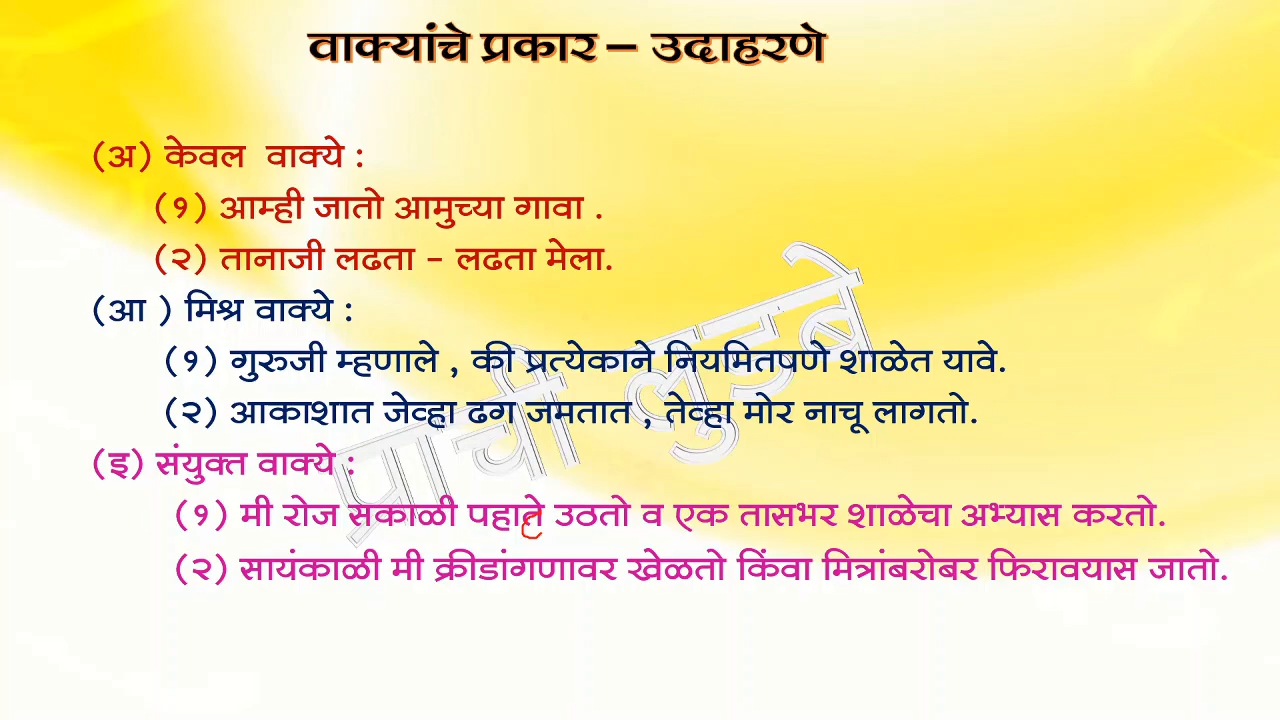 वाक्यांचे प्रकार – उदाहरणे
(अ) केवल वाक्ये :
(१) आम्ही जातो आमुच्या गावा .
(२) तानाजी लढता – लढता मेला.
(आ ) मिश्र वाक्ये :
(१) गुरुजी म्हणाले , की प्रत्येकाने नियमितपणे शाळेत यावे.
(२) आकाशात जेव्हा ढग जमतात , तेव्हा मोर नाचू लागतो.
(इ) संयुक्त वाक्ये :
(१) मी रोज सकाळी पहाते उठतो व एक तासभर शाळेचा अभ्यास करतो.
(२) सायंकाळी मी क्रीडांगणावर खेळतो किंवा मित्रांबरोबर फिरावयास जातो.
प्राची लुडबे